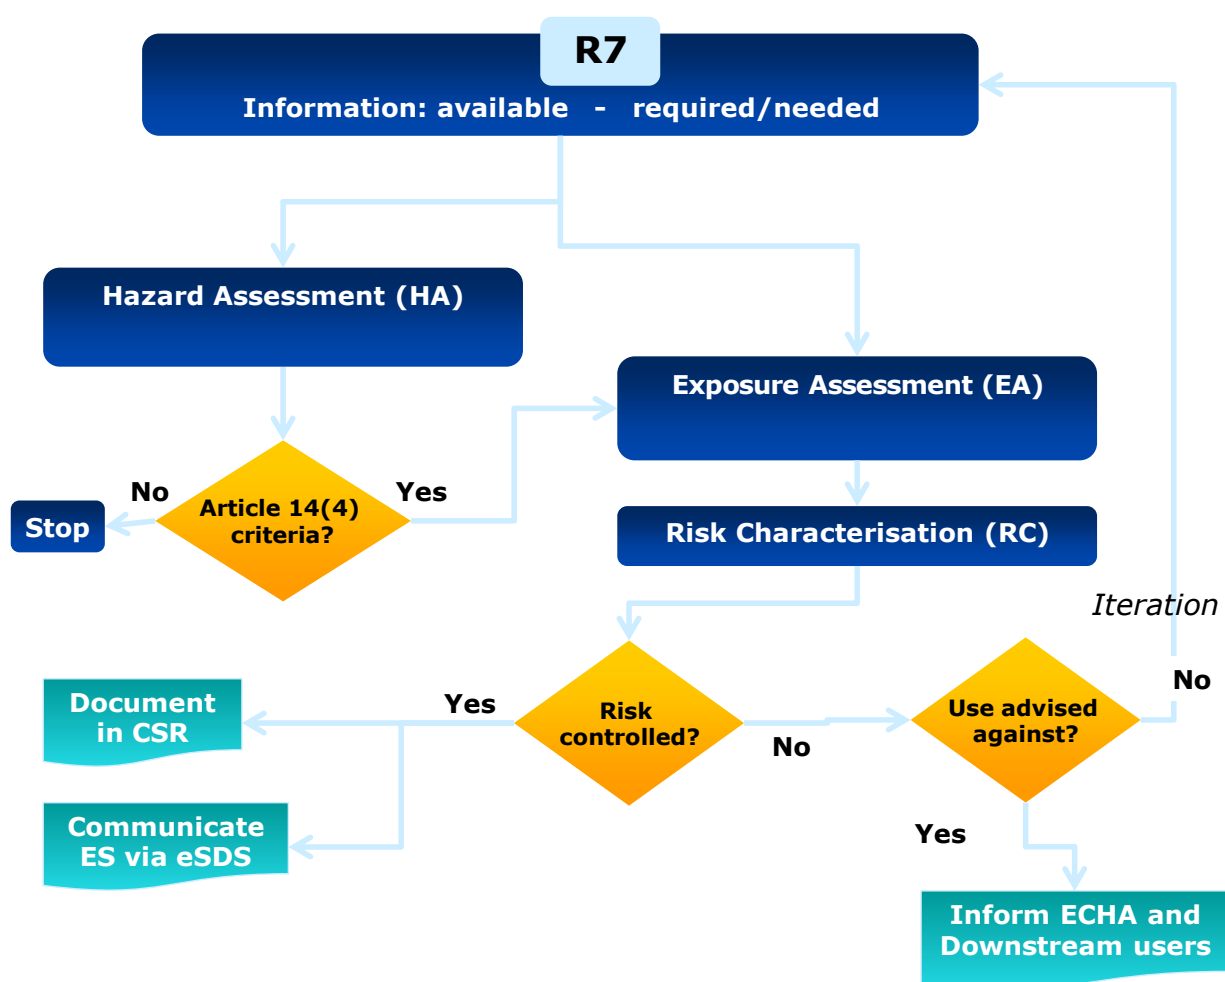 R7
Information: available - required/needed
Hazard Assessment (HA)
Exposure Assessment (EA)
No
Yes
Article 14(4)
criteria?
Stop
Risk Characterisation (RC)
Iteration
Document
in CSR
Yes
Risk
controlled?
No
Use advised
against?
No
Communicate
ES via eSDS
Yes
Inform ECHA and
Downstream users